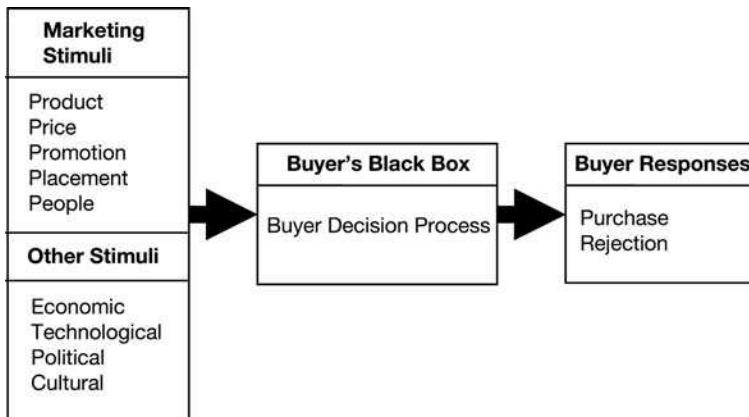 Marketing
Stimuli
Product
Price
Promotion
Placement
People
Other Stimuli
Economic
Technological
Political
Cultural
Buyer's Black Box
Buyer Decision Process
Buyer Responses
Purchase
Rejection